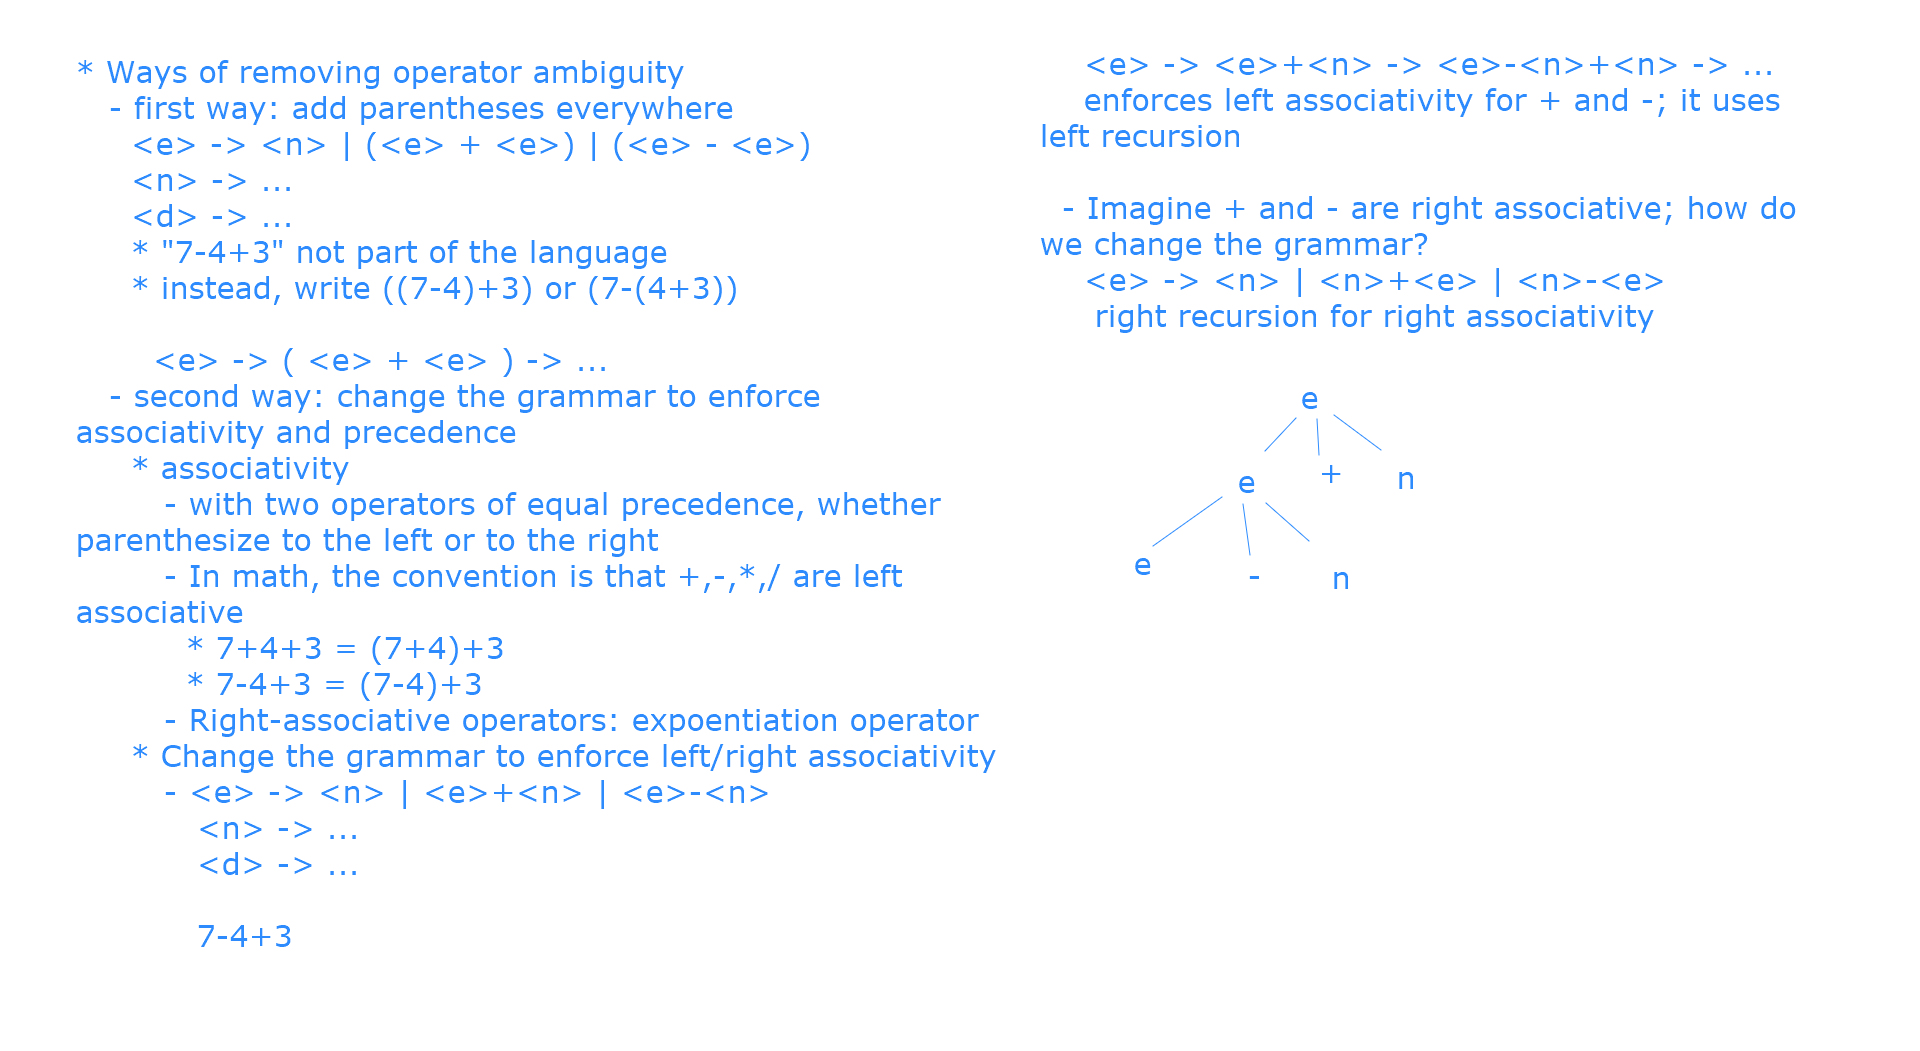 * Ways of removing operator ambiguity
- first way: add parentheses everywhere
<e> -> <n> | (<e> + <e>) | (<e> - <e>)
<n> -> ...
<d> -> ...
* "7-4+3" not part of the language
* instead, write ((7-4)+3) or (7-(4+3))
<e> -> ( <e> + <e> ) -> ...
- second way: change the grammar to enforce
associativity and precedence
* associativity
- with two operators of equal precedence, whether
parenthesize to the left or to the right
- In math, the convention is that +,-,*,/ are left
associative
* 7+4+3 = (7+4)+3
* 7-4+3 = (7-4)+3
- Right-associative operators: expoentiation operator
* Change the grammar to enforce left/right associativity
- <e> -> <n> | <e>+<n> | <e>-<n>
<n> -> ...
<d> -> ...
7-4+3
<e> -> <e>+<n> -> <e>-<n>+<n> -> ...
enforces left associativity for + and -; it uses
left recursion
- Imagine + and - are right associative; how do
we change the grammar?
<e> -> <n> | <n>+<e> | <n>-<e>
right recursion for right associativity
e
e + n
e - n